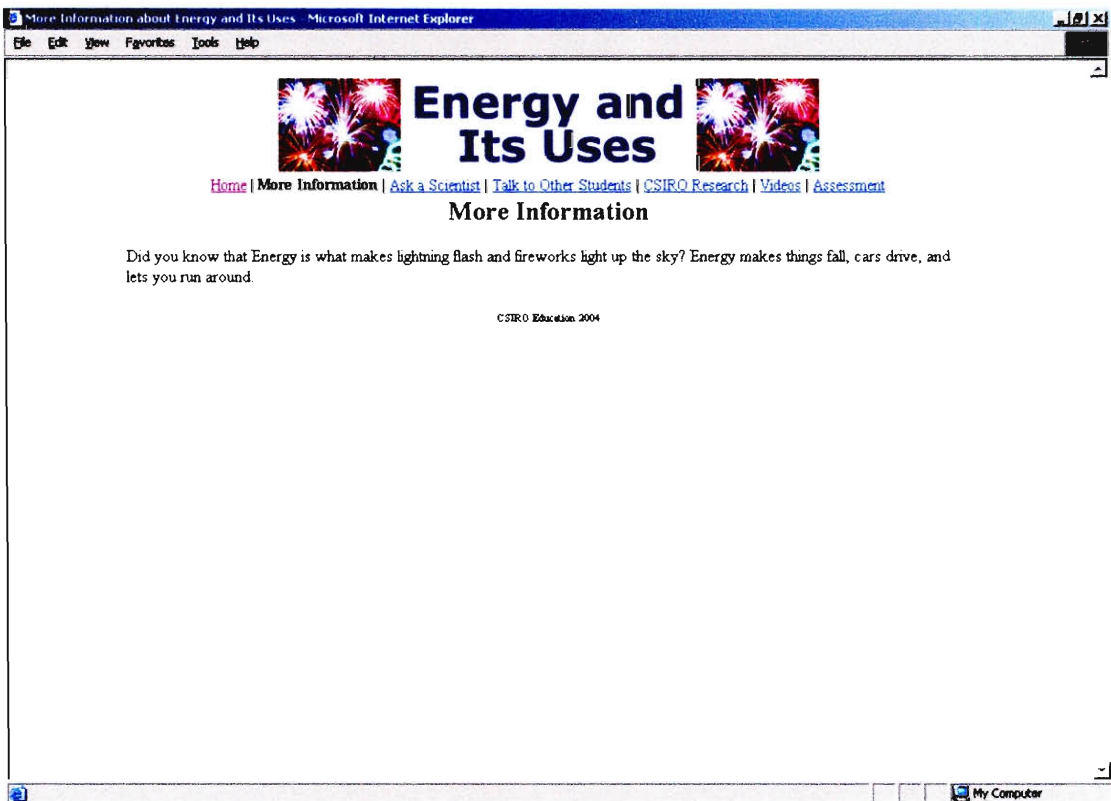 More Information about Energy and Its Uses - Microsoft Internet Explorer
File Edit View Favorites Tools Help
Energy and
Its Uses
Home | More Information | Ask a Scientist | Talk to Other Students | CSIRO Research | Videos | Assessment
More Information
Did you know that Energy is what makes lightning flash and fireworks light up the sky? Energy makes things fall, cars drive, and
lets you run around.
CSIRO Education 2004
My Computer